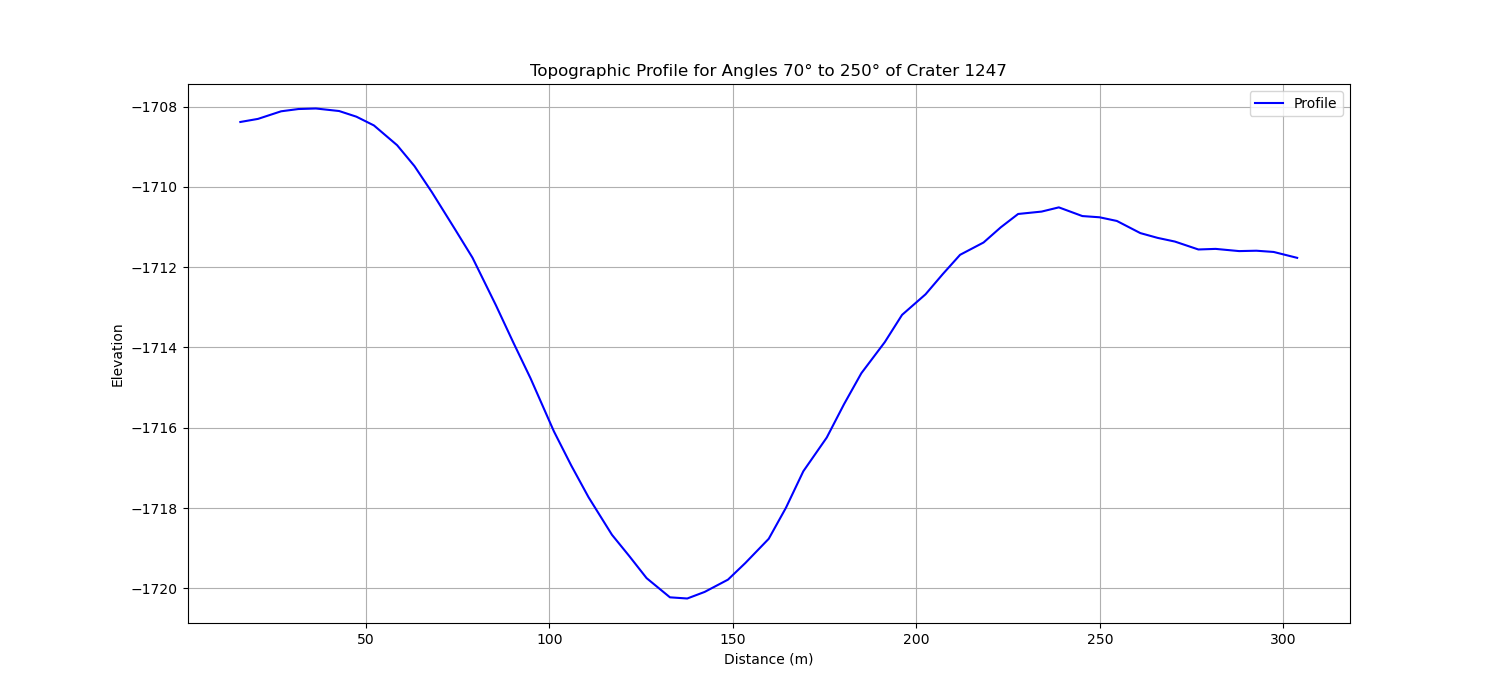 Topographic Profile for Angles 70° to 250° of Crater 1247
Profile
−1708
−1710
−1712
−1714
−1716
−1718
−1720
Elevation
50 100 150 200 250 300
Distance (m)